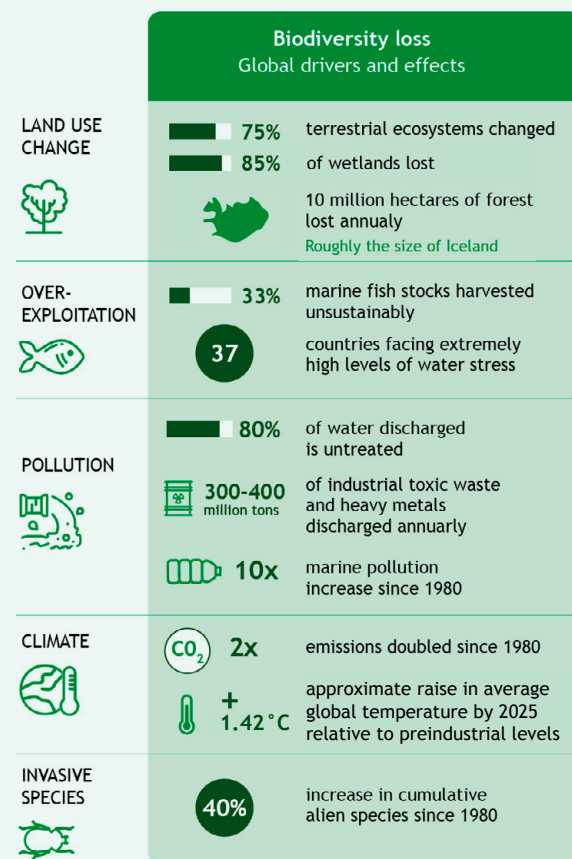 Biodiversity loss
Global drivers and effects
LAND USE
CHANGE
75%
terrestrial ecosystems changed
85%
of wetlands lost
10 million hectares of forest
lost annualy
Roughly the size of Iceland
OVER-
EXPLOITATION
33%
marine fish stocks harvested
unsustainably
37
countries facing extremely
high levels of water stress
POLLUTION
80%
of water discharged
is untreated
300-400
million tons
of industrial toxic waste
and heavy metals
discharged annuarly
10x
marine pollution
increase since 1980
CLIMATE
CO₂
2x
emissions doubled since 1980
+
1.42°C
approximate raise in average
global temperature by 2025
relative to preindustrial levels
INVASIVE
SPECIES
40%
increase in cumulative
alien species since 1980